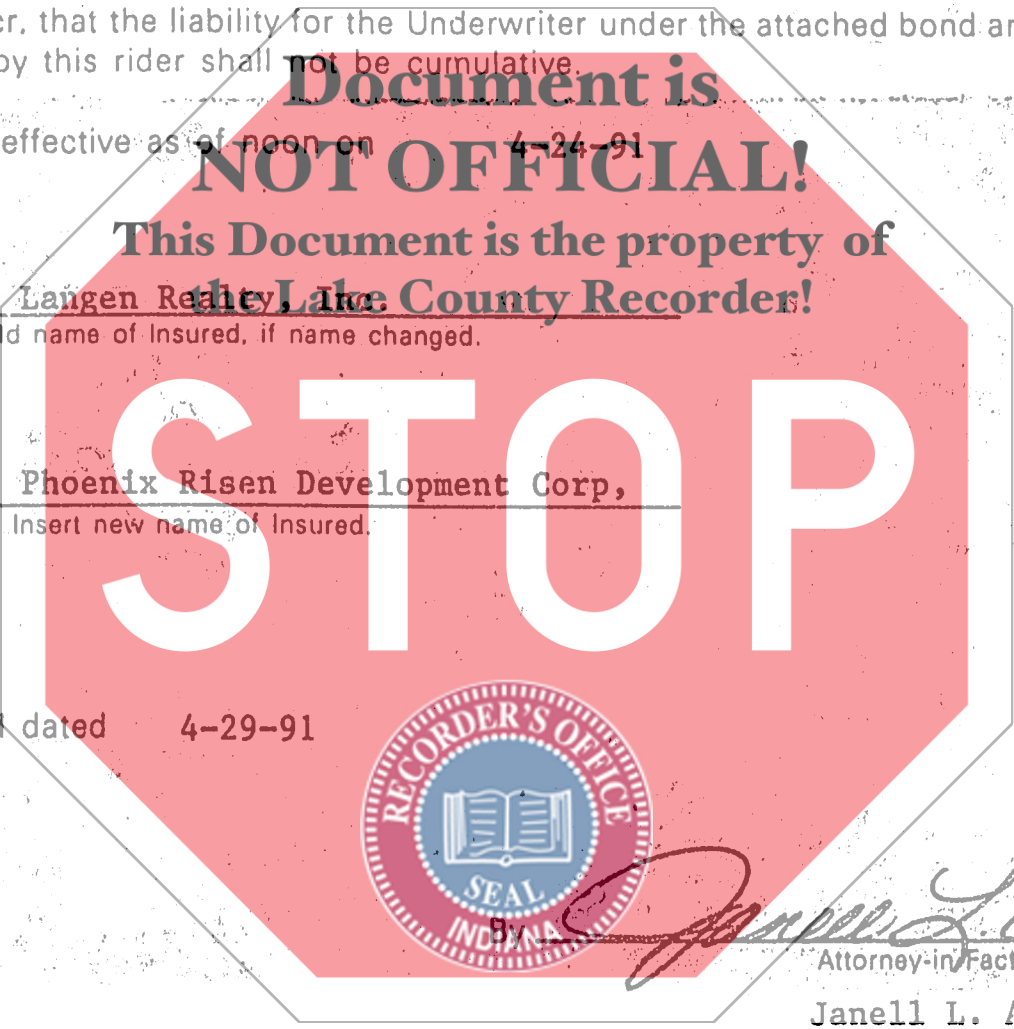 er, that the liability for the Underwriter under the attached bond an
by this rider shall not be cumulative.
Document is
effective as of noon on 4-24-91
NOT OFFICIAL!
This Document is the property of
the Lake County Recorder!
Langen Realty, Inc.
ld name of Insured, if name changed.
STOP
Phoenix Risen Development Corp,
Insert new name of Insured.
d dated 4-29-91
RECORDER'S OFFICE
SEAL
INDIANA
By Janell L.
Attorney-in-Fact
Janell L. A